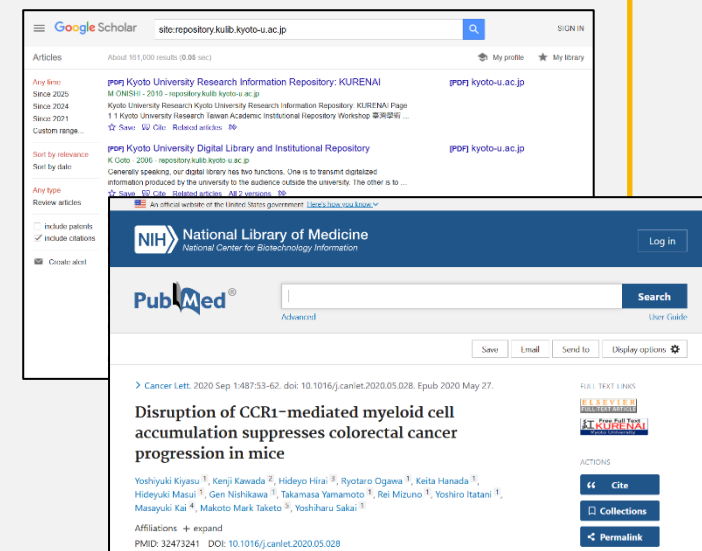 Google Scholar
site:repository.kulib.kyoto-u.ac.jp
SIGN IN
Articles
About 161,000 results (0.08 sec)
My profile
My library
Any time
Since 2025
Since 2024
Since 2021
Custom range...
Sort by relevance
Sort by date
Any type
Review articles
include patents
include citations
Create alert
[PDF] Kyoto University Research Information Repository: KURENAI
[PDF] kyoto-u.ac.jp
M ONISHI - 2010 - repository.kulib.kyoto-u.ac.jp
Kyoto University Research Kyoto University Research Information Repository KURENAI Page
1 1 Kyoto University Research Taiwan Academic Institutional Repository Workshop 臺灣學術 ...
Save Cite Related articles
[PDF] Kyoto University Digital Library and Institutional Repository
[PDF] kyoto-u.ac.jp
K Goto - 2006 - repository.kulib.kyoto-u.ac.jp
Generally speaking, our digital library has two functions. One is to transmit digitalized
information produced by the university to the audience outside the university. The other is to ...
Save Cite Related articles All 2 versions
An official website of the United States government Here's how you know
NIH National Library of Medicine
National Center for Biotechnology Information
Log in
PubMed®
Search
Advanced
User Guide
Save Email Send to Display options
Cancer Lett. 2020 Sep 1:487:53-62. doi: 10.1016/j.canlet.2020.05.028. Epub 2020 May 27.
Disruption of CCR1-mediated myeloid cell
accumulation suppresses colorectal cancer
progression in mice
Yoshiyuki Kiyasu 1, Kenji Kawada 2, Hideyo Hirai 3, Ryotaro Ogawa 1, Keita Hanada 1,
Hideyuki Masui 1, Gen Nishikawa 1, Takamasa Yamamoto 1, Rei Mizuno 1, Yoshiro Itatani 1,
Masayuki Kai 4, Makoto Mark Taketo 5, Yoshiharu Sakai 1
Affiliations + expand
PMID: 32473241 DOI: 10.1016/j.canlet.2020.05.028
FULL TEXT LINKS
ELSEVIER
FULL-TEXT ARTICLE
Free Full Text
KURENAI
Kyoto University
ACTIONS
Cite
Collections
Permalink